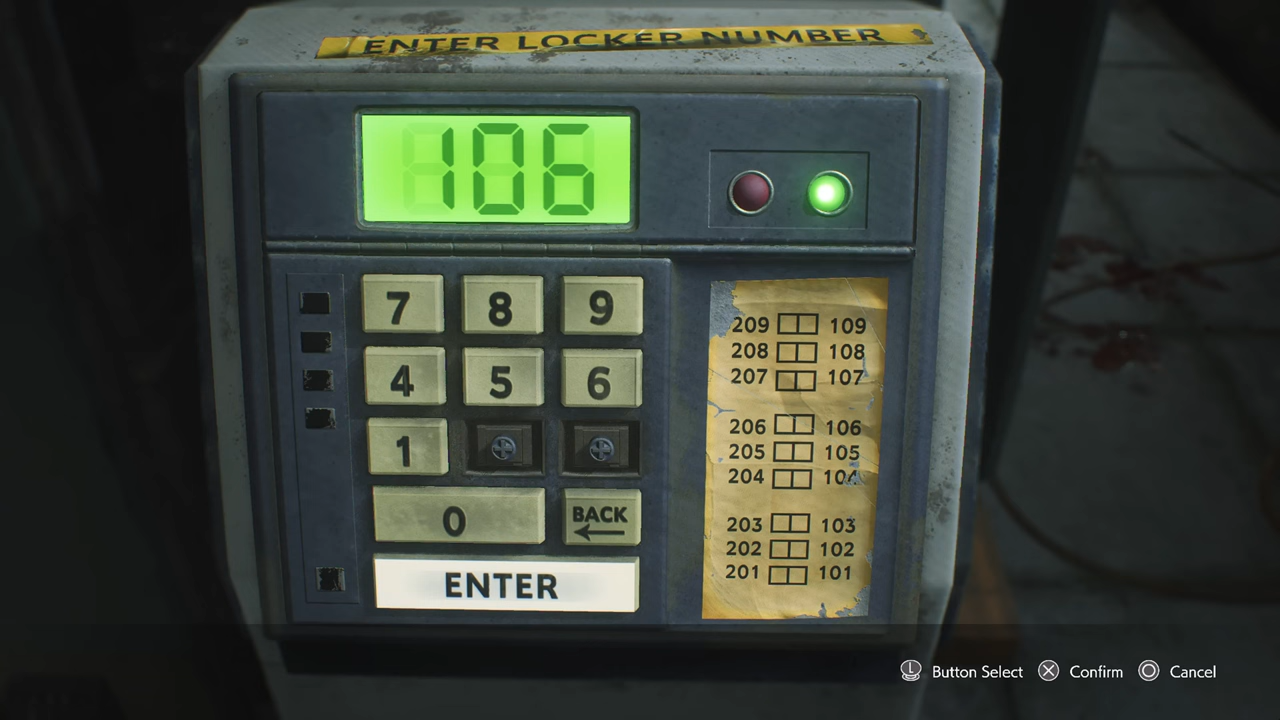 ENTER LOCKER NUMBER
106
7 8 9
4 5 6
1
0 BACK
ENTER
209 109
208 108
207 107
206 106
205 105
204 104
203 103
202 102
201 101
L Button Select Confirm Cancel